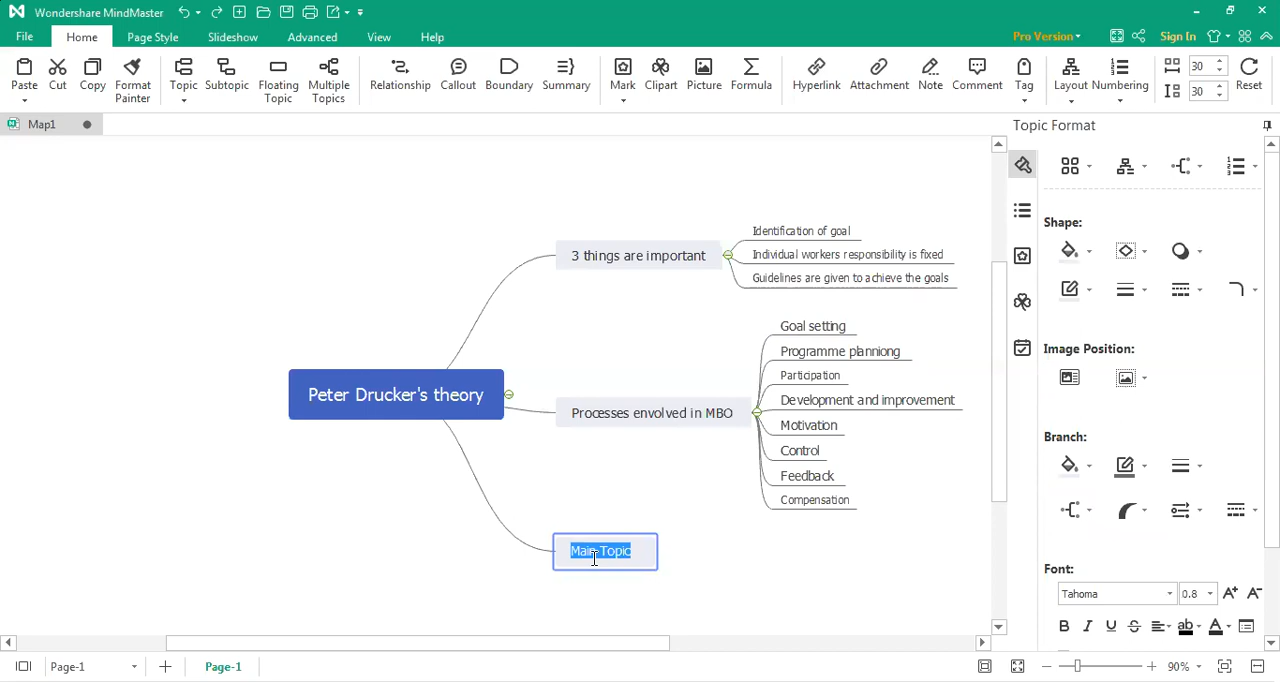 Wondershare MindMaster
File Home Page Style Slideshow Advanced View Help Pro Version Sign In
Paste Cut Copy Format Painter Topic Subtopic Floating Topic Multiple Topics Relationship Callout Boundary Summary Mark Clipart Picture Formula Hyperlink Attachment Note Comment Tag Layout Numbering 30 30 Reset
Map1
Topic Format
Shape:
Image Position:
Branch:
Font:
Tahoma 0.8
Peter Drucker's theory
3 things are important
Identification of goal
Individual workers responsibility is fixed
Guidelines are given to achieve the goals
Processes envolved in MBO
Goal setting
Programme planniong
Participation
Development and improvement
Motivation
Control
Feedback
Compensation
Main Topic
Page-1 Page-1 90%